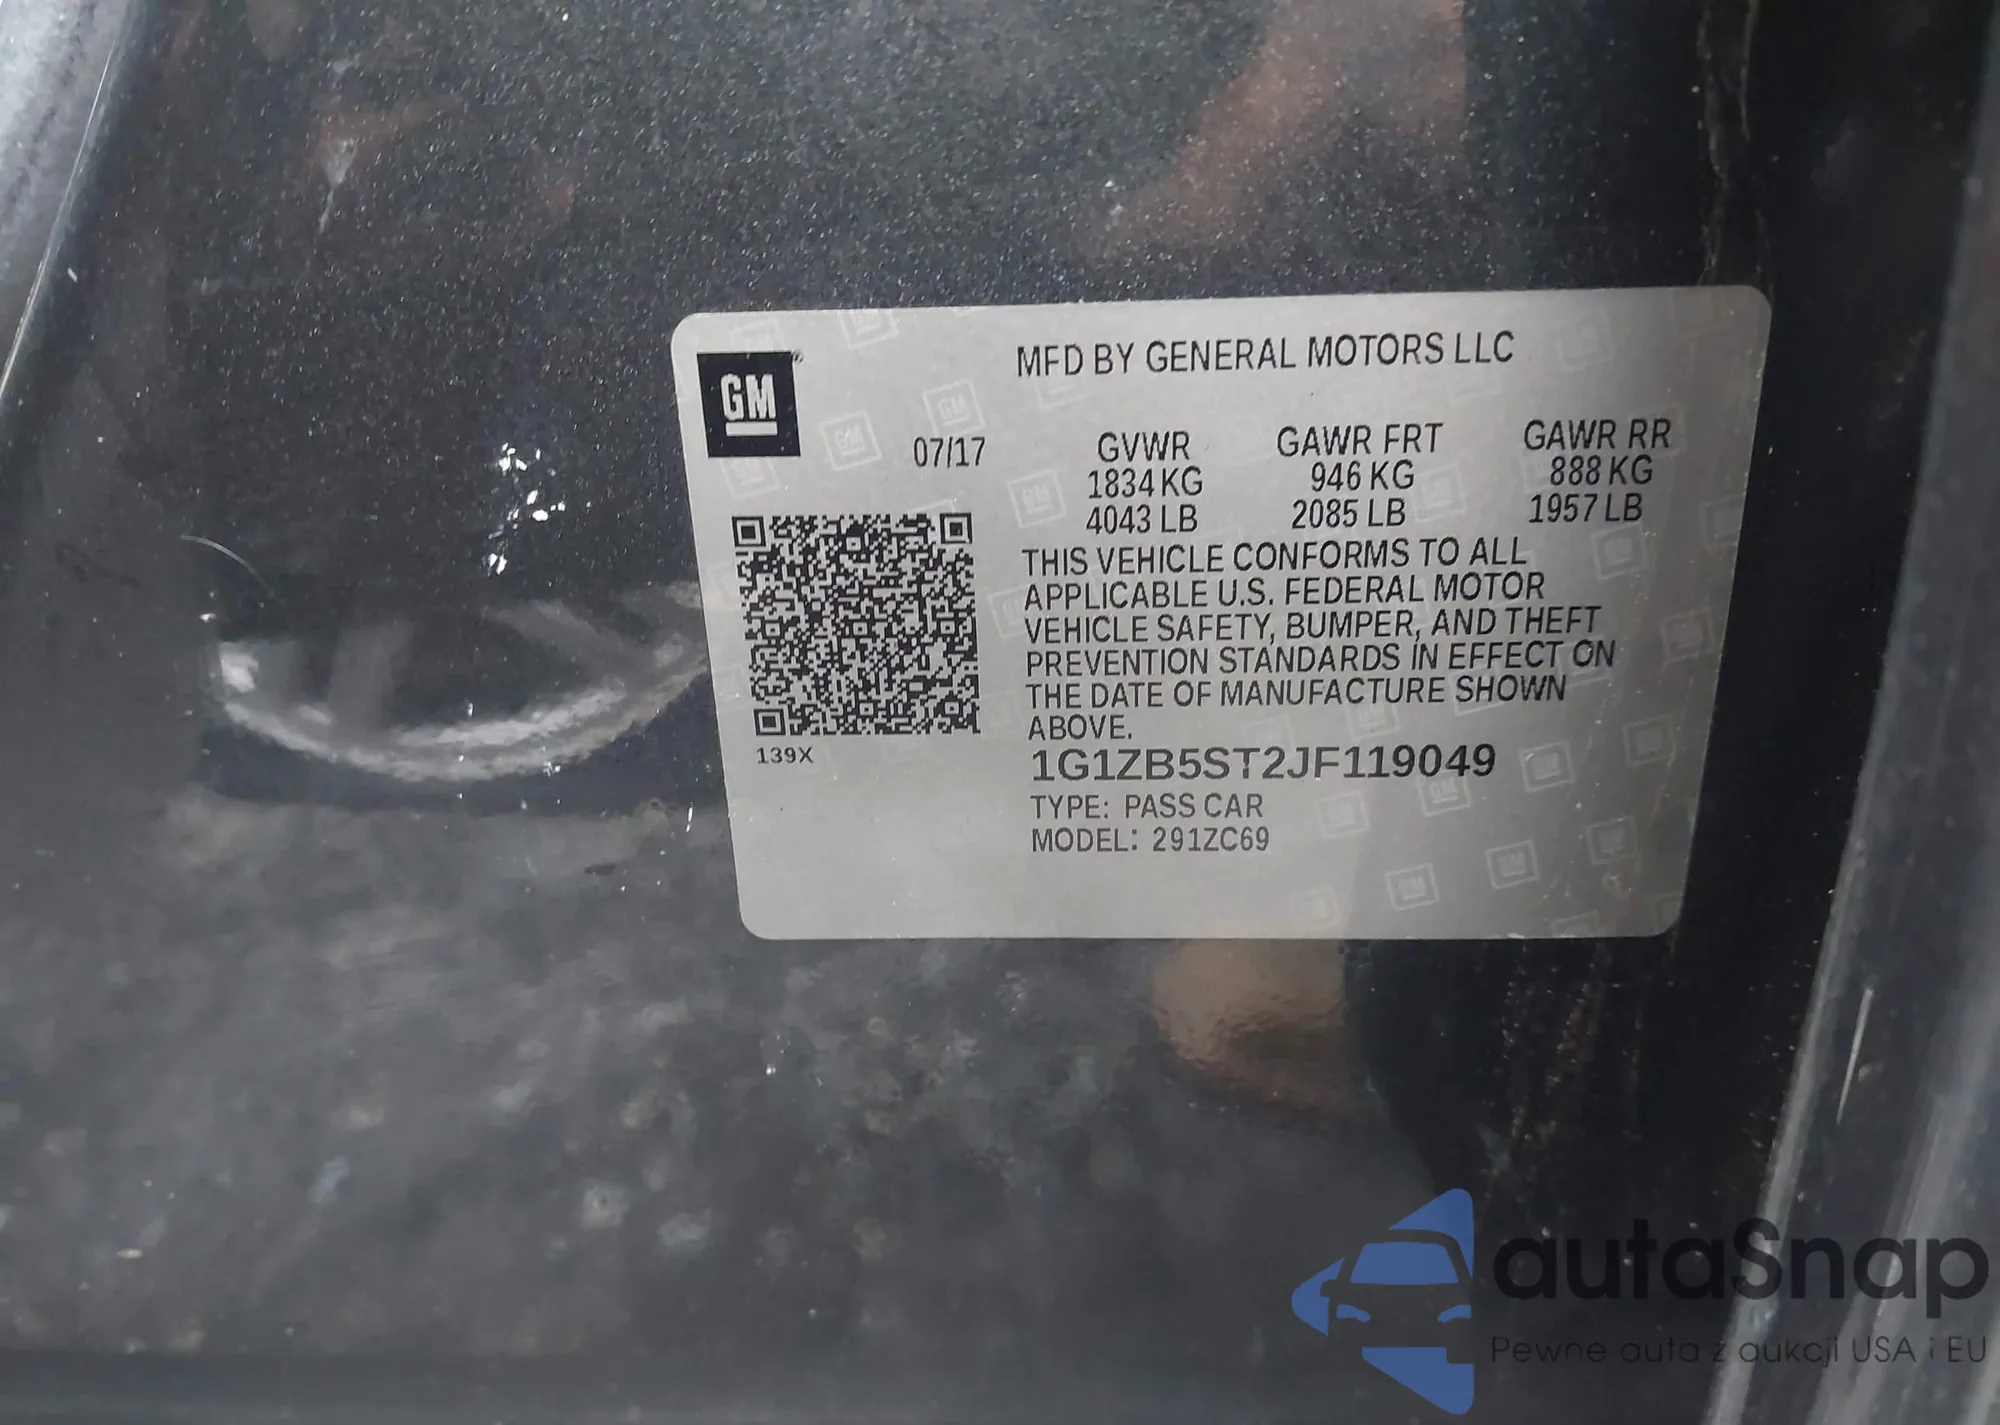 GM
MFD BY GENERAL MOTORS LLC
07/17
GVWR GAWR FRT GAWR RR
1834 KG 946 KG 888 KG
4043 LB 2085 LB 1957 LB
THIS VEHICLE CONFORMS TO ALL
APPLICABLE U.S. FEDERAL MOTOR
VEHICLE SAFETY, BUMPER, AND THEFT
PREVENTION STANDARDS IN EFFECT ON
THE DATE OF MANUFACTURE SHOWN
ABOVE.
139X
1G1ZB5ST2JF119049
TYPE: PASS CAR
MODEL: 291ZC69
autaSnap
Pewne auta z aukcji USA i EU